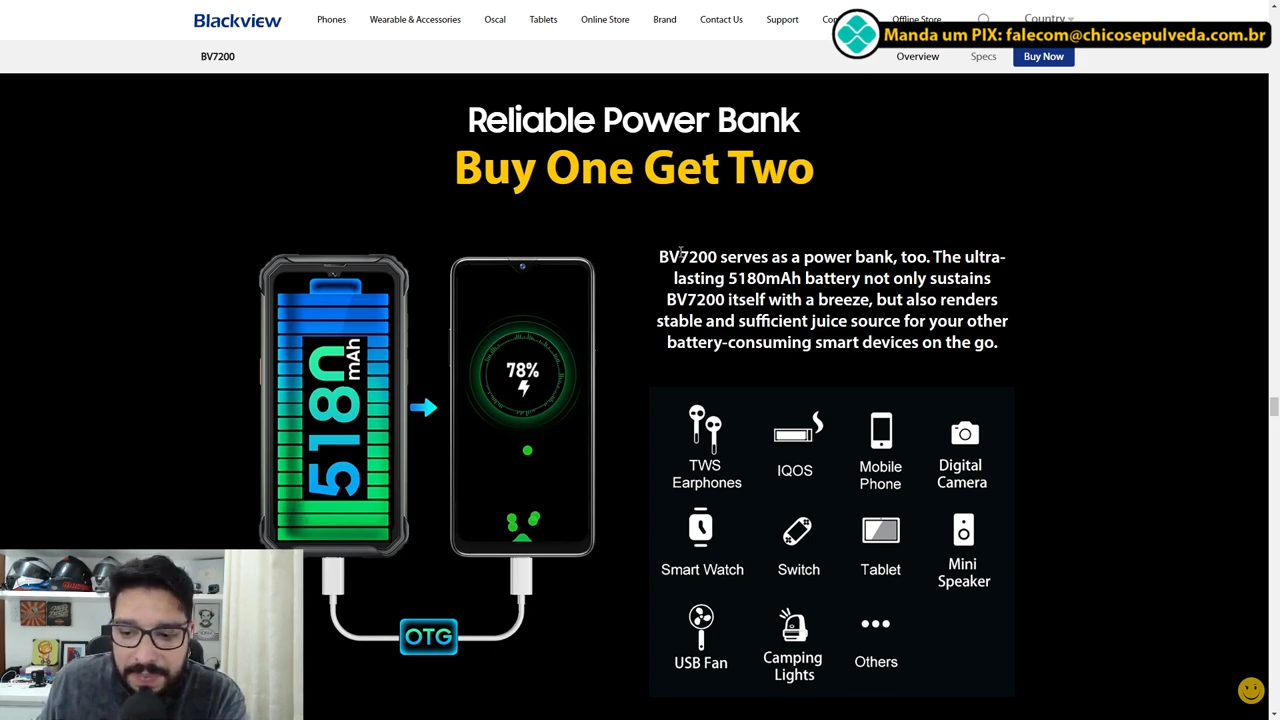 Blackview
Phones
Wearable & Accessories
Oscal
Tablets
Online Store
Brand
Contact Us
Support
Offline Store
Country
Manda um PIX: falecom@chicosepulveda.com.br
BV7200
Overview
Specs
Buy Now
Reliable Power Bank
Buy One Get Two
BV7200 serves as a power bank, too. The ultra-
lasting 5180mAh battery not only sustains
BV7200 itself with a breeze, but also renders
stable and sufficient juice source for your other
battery-consuming smart devices on the go.
5180
mAh
78%
OTG
TWS
Earphones
IQOS
Mobile
Phone
Digital
Camera
Smart Watch
Switch
Tablet
Mini
Speaker
USB Fan
Camping
Lights
Others